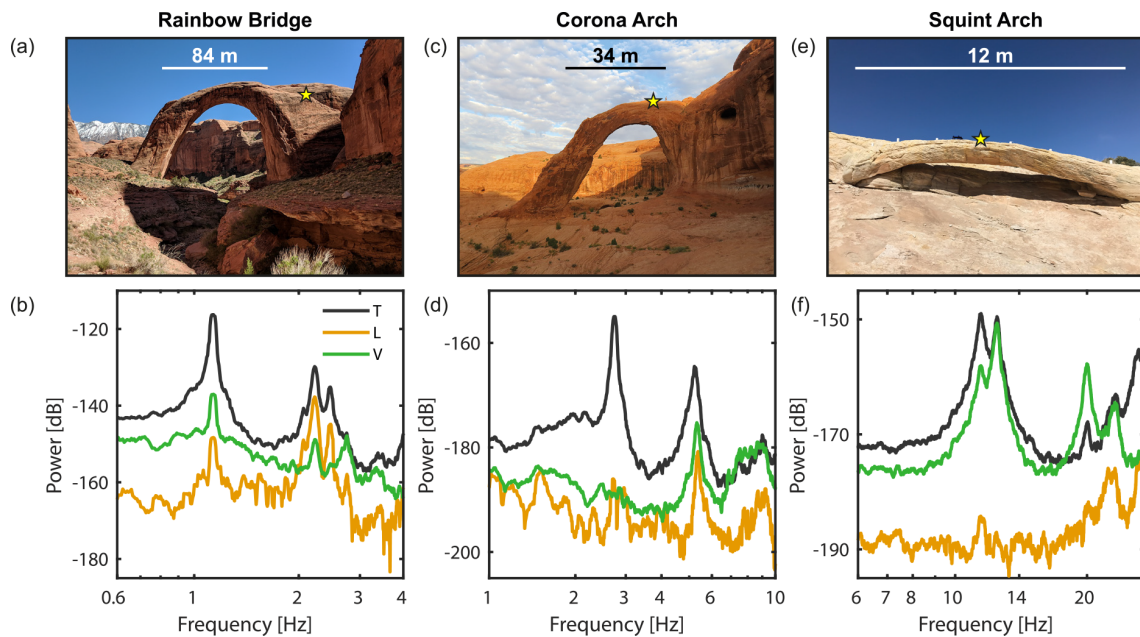 Rainbow Bridge
Corona Arch
Squint Arch
(a)
84 m
(c)
34 m
(e)
12 m
(b)
T
L
V
Power [dB]
-120
-140
-160
-180
0.6 1 2 3 4
Frequency [Hz]
(d)
Power [dB]
-160
-180
-200
1 2 3 4 6 10
Frequency [Hz]
(f)
Power [dB]
-150
-170
-190
6 7 8 10 14 20
Frequency [Hz]